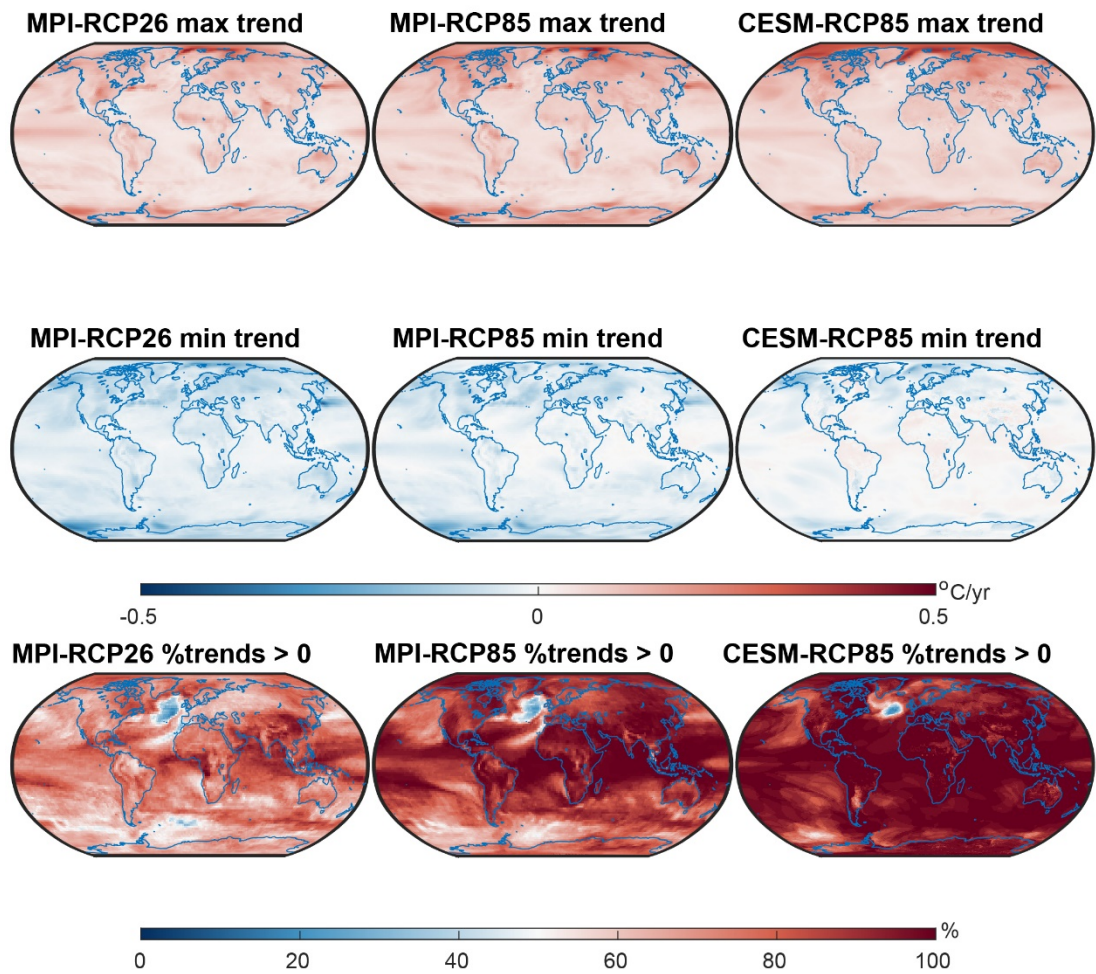 MPI-RCP26 max trend MPI-RCP85 max trend CESM-RCP85 max trend
MPI-RCP26 min trend MPI-RCP85 min trend CESM-RCP85 min trend
-0.5 0 0.5 °C/yr
MPI-RCP26 %trends > 0 MPI-RCP85 %trends > 0 CESM-RCP85 %trends > 0
0 20 40 60 80 100 %